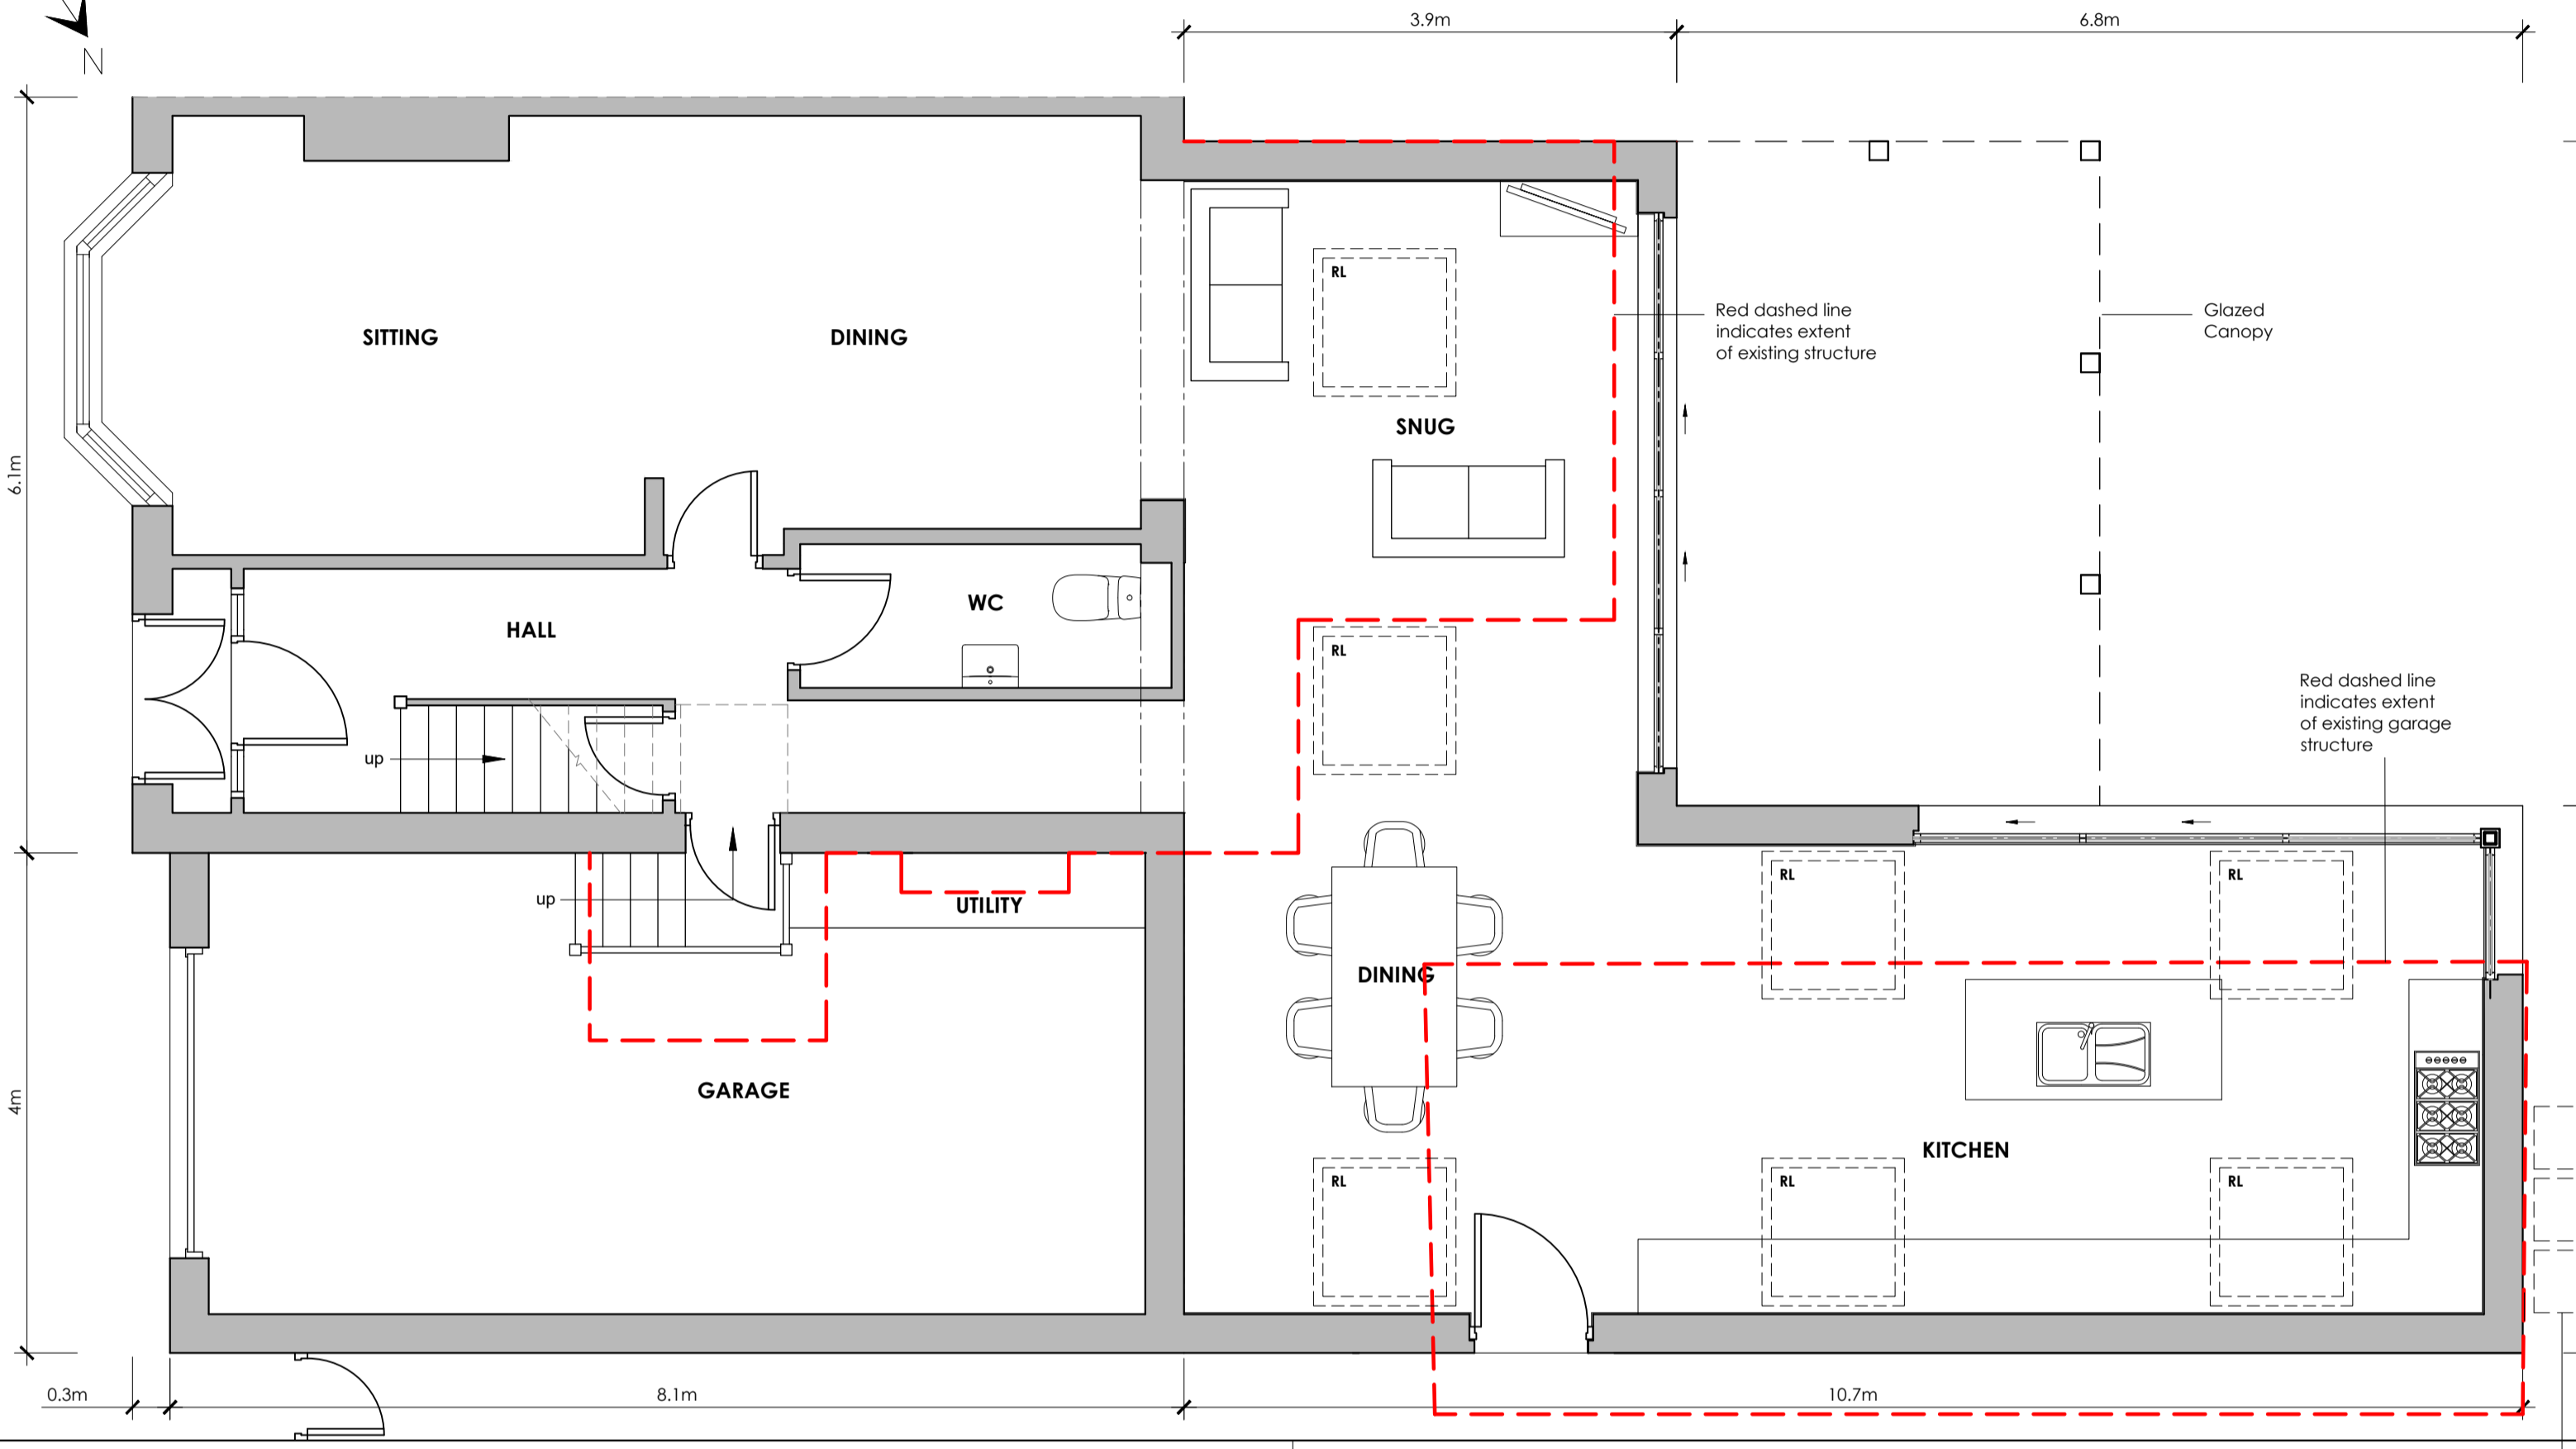 3.9m
6.8m
N
RL
Red dashed line
indicates extent
of existing structure
Glazed
Canopy
SITTING
DINING
SNUG
6.1m
WC
HALL
RL
Red dashed line
indicates extent
of existing garage
structure
up
RL
RL
up
UTILITY
DINING
GARAGE
4m
KITCHEN
RL
RL
RL
0.3m
8.1m
10.7m